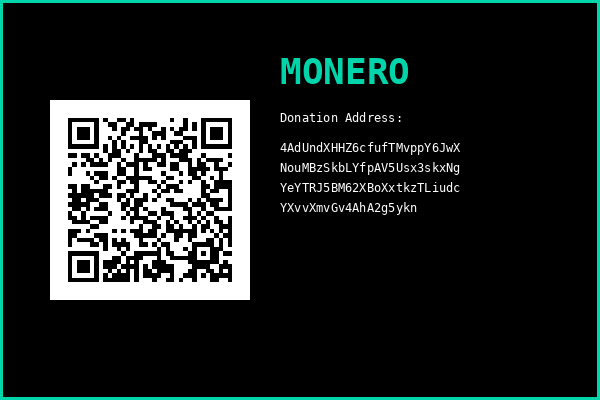 MONERO
Donation Address:
4AdUndXHHZ6cfufTMvppY6JwX
NouMBzSkbLYfpAV5Usx3skxNg
YeYTRJ5BM62XBoXxtkzTLiudc
YXvvXmvGv4AhA2g5ykn